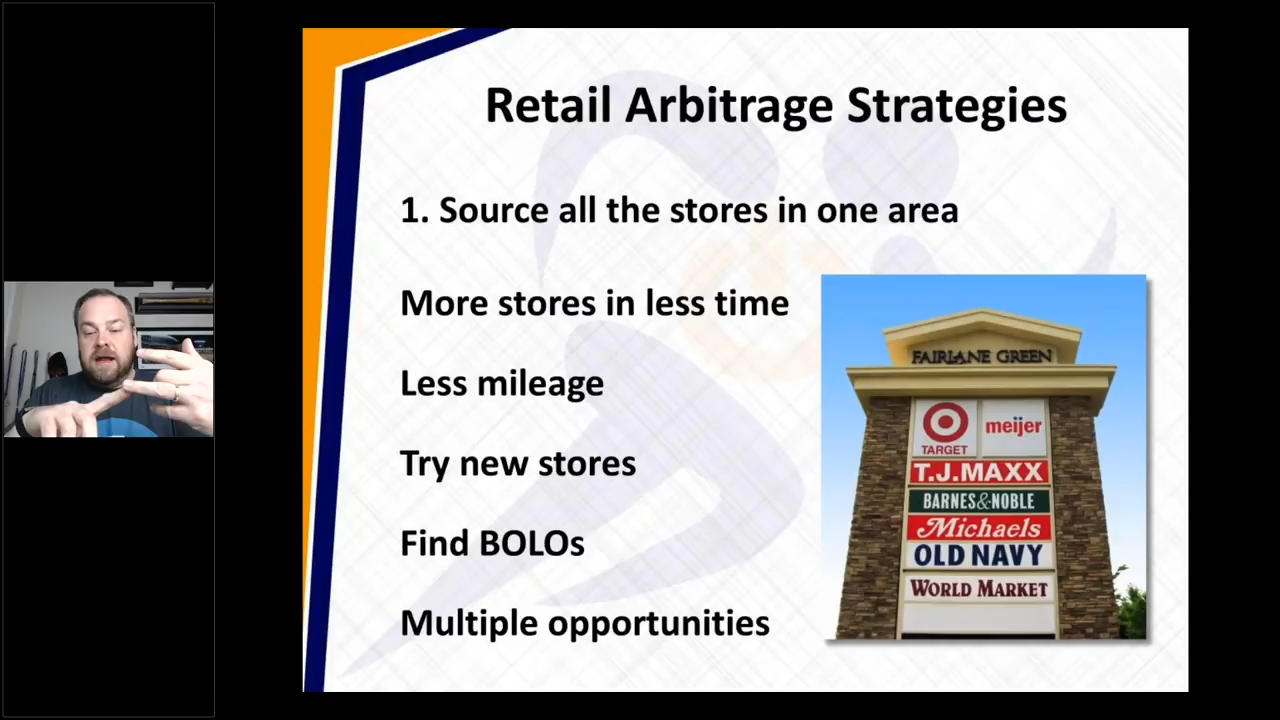 Retail Arbitrage Strategies
1. Source all the stores in one area
More stores in less time
Less mileage
Try new stores
Find BOLOs
Multiple opportunities
FAIRLANE GREEN
TARGET
meijer
T.J.MAXX
BARNES&NOBLE
Michaels
OLD NAVY
WORLD MARKET